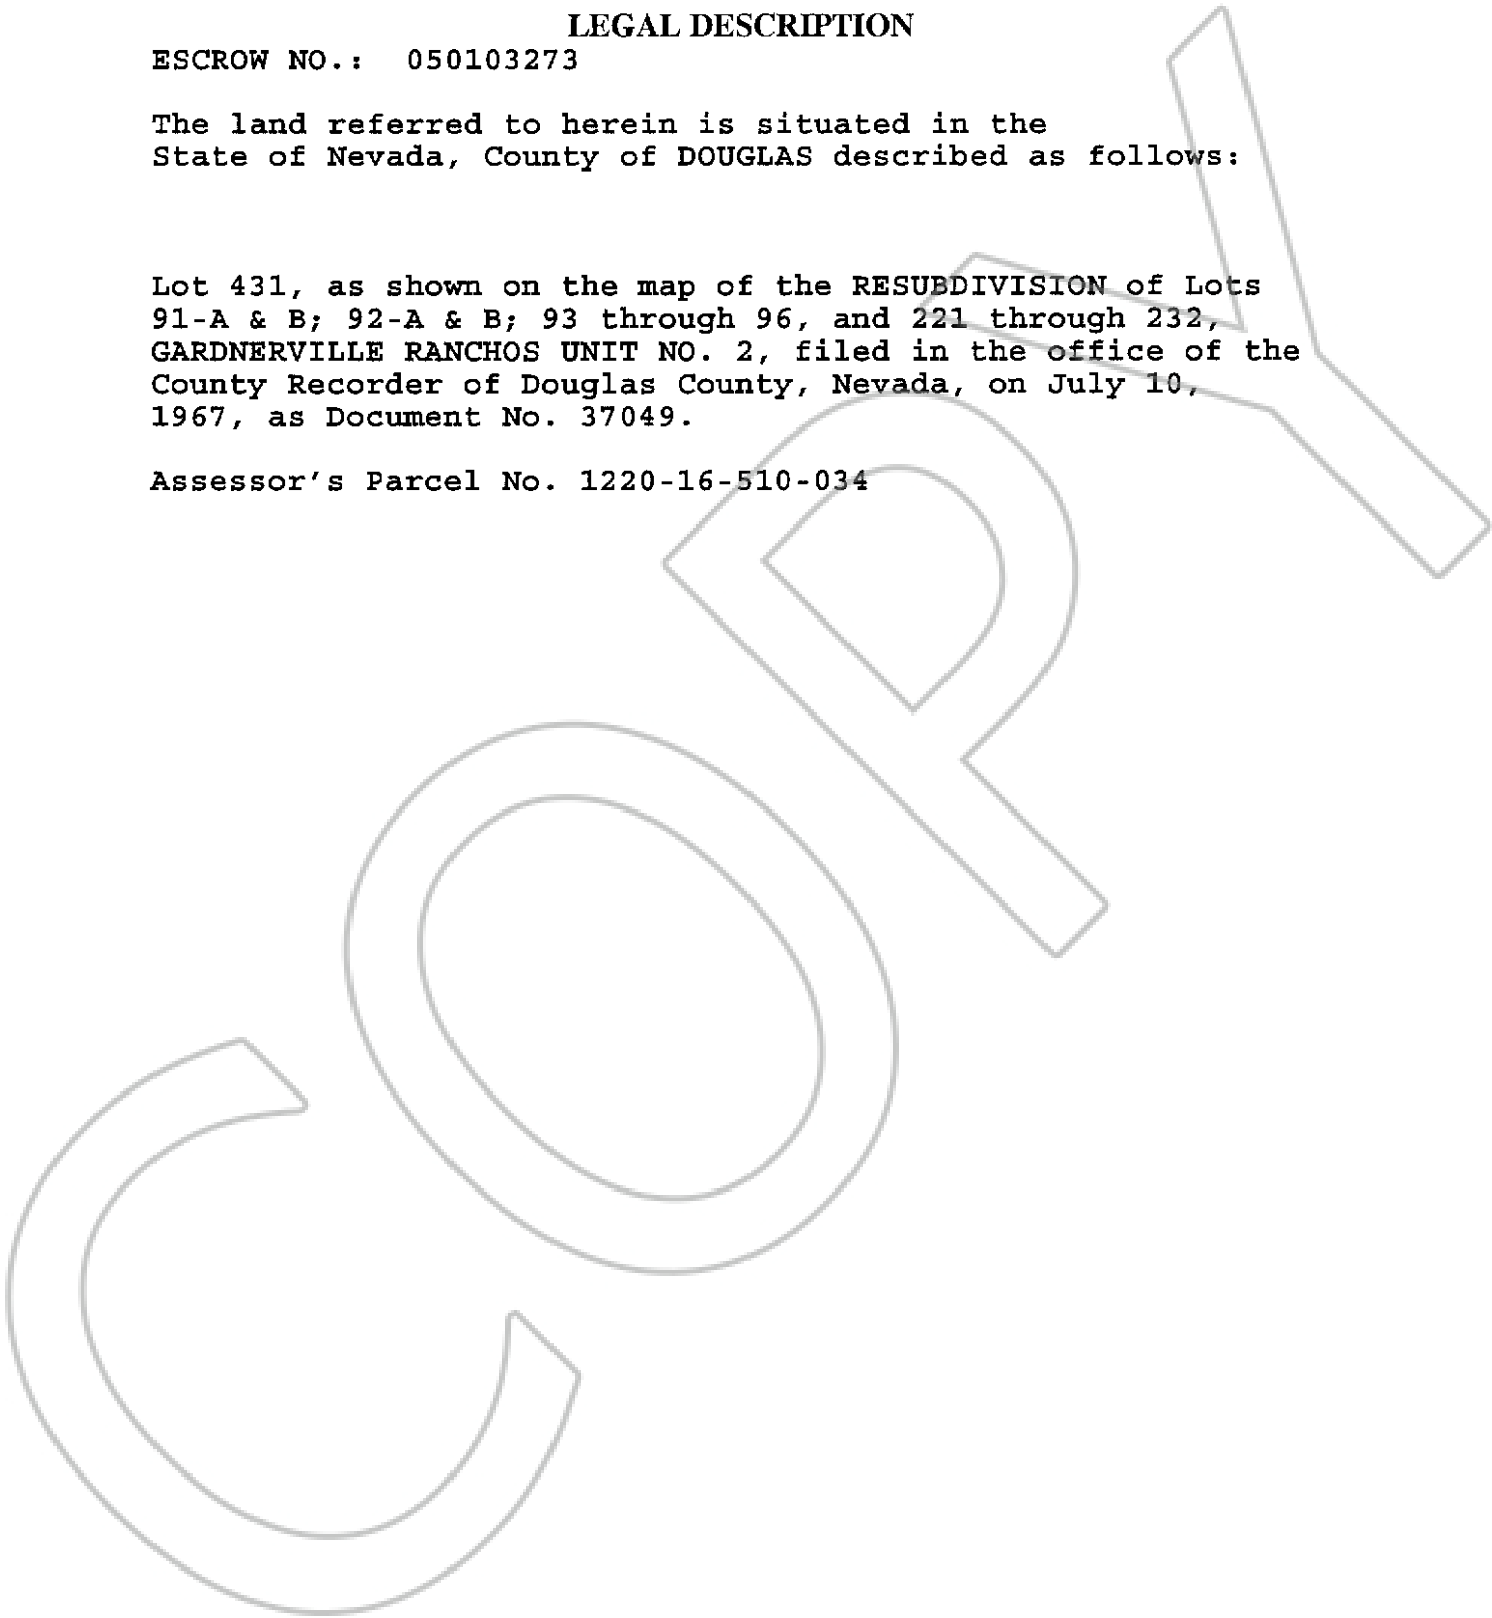 LEGAL DESCRIPTION
ESCROW NO.: 050103273
The land referred to herein is situated in the
State of Nevada, County of DOUGLAS described as follows:
Lot 431, as shown on the map of the RESUBDIVISION of Lots
91-A & B; 92-A & B; 93 through 96, and 221 through 232,
GARDNERVILLE RANCHOS UNIT NO. 2, filed in the office of the
County Recorder of Douglas County, Nevada, on July 10,
1967, as Document No. 37049.
Assessor's Parcel No. 1220-16-510-034
COPY